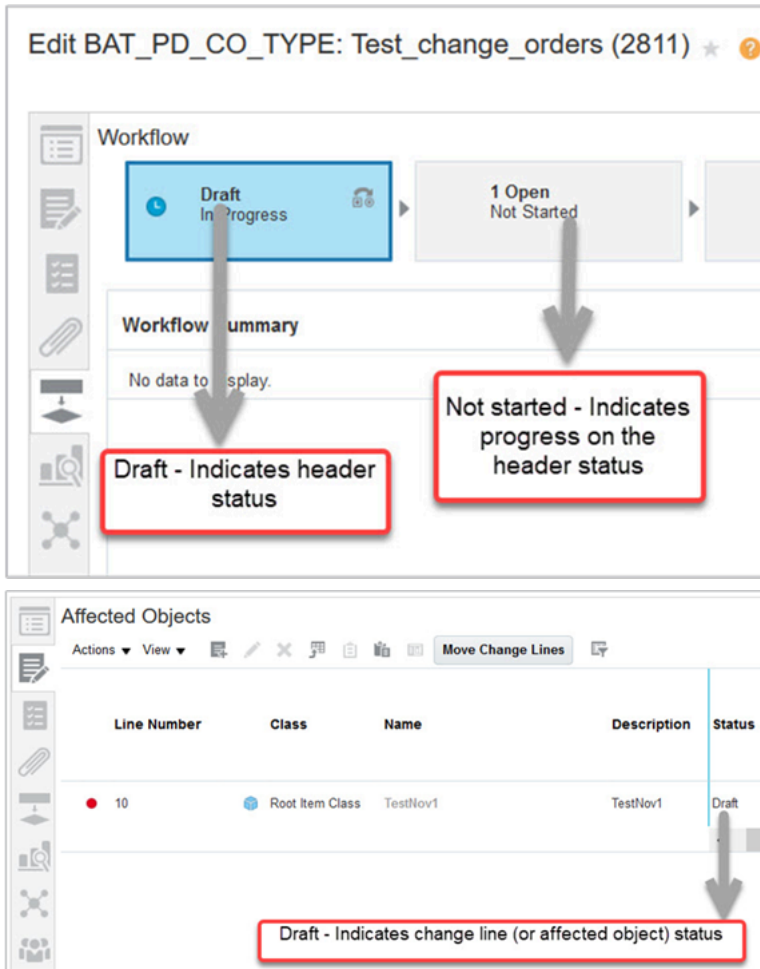 Edit BAT_PD_CO_TYPE: Test_change_orders (2811)
Workflow
Draft
In Progress
1 Open
Not Started
Workflow Summary
No data to display.
Draft - Indicates header
status
Not started - Indicates
progress on the
header status
Affected Objects
Actions View Move Change Lines
Line Number Class Name Description Status
10 Root Item Class TestNov1 TestNov1 Draft
Draft - Indicates change line (or affected object) status